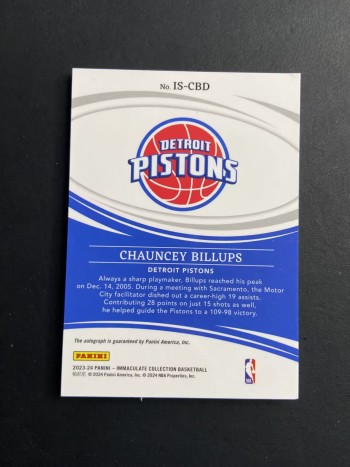 No. IS-CBD
DETROIT
PISTONS
CHAUNCEY BILLUPS
DETROIT PISTONS
Always a sharp playmaker, Billups reached his peak
on Dec. 14, 2005. During a meeting with Sacramento, the Motor
City facilitator dished out a career-high 19 assists.
Contributing 28 points on just 15 shots as well,
he helped guide the Pistons to a 109-98 victory.
The autograph is guaranteed by Panini America, Inc.
PANINI
2023-24 PANINI – IMMACULATE COLLECTION BASKETBALL
© 2024 Panini America, Inc. © 2024 NBA Properties, Inc.
NBA